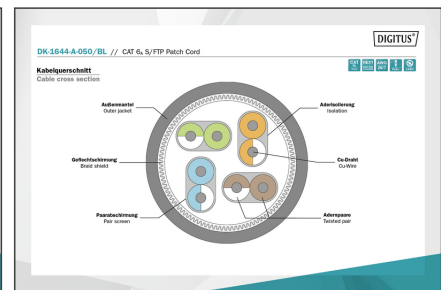 DIGITUS®
DK-1644-A-050/BL // CAT 6A S/FTP Patch Cord
Kabelquerschnitt
Cable cross section
Außenmantel
Outer jacket
Aderisolierung
Isolation
Geflechtschirmung
Braid shield
Cu-Draht
Cu-Wire
Paarabschirmung
Pair screen
Adernpaare
Twisted pair